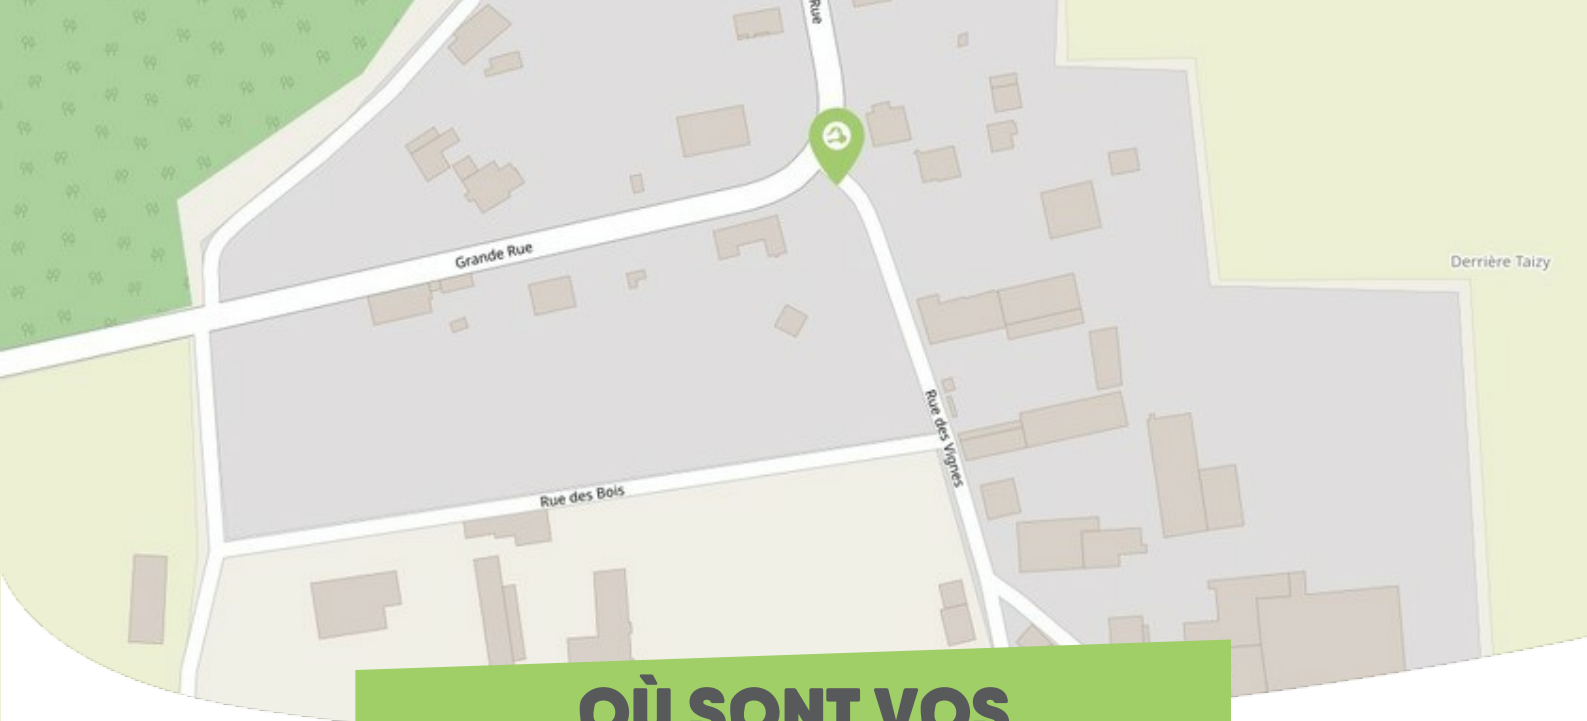 Rue
Grande Rue
Derrière Taizy
Rue des Vignes
Rue des Bois
OÙ SONT VOS